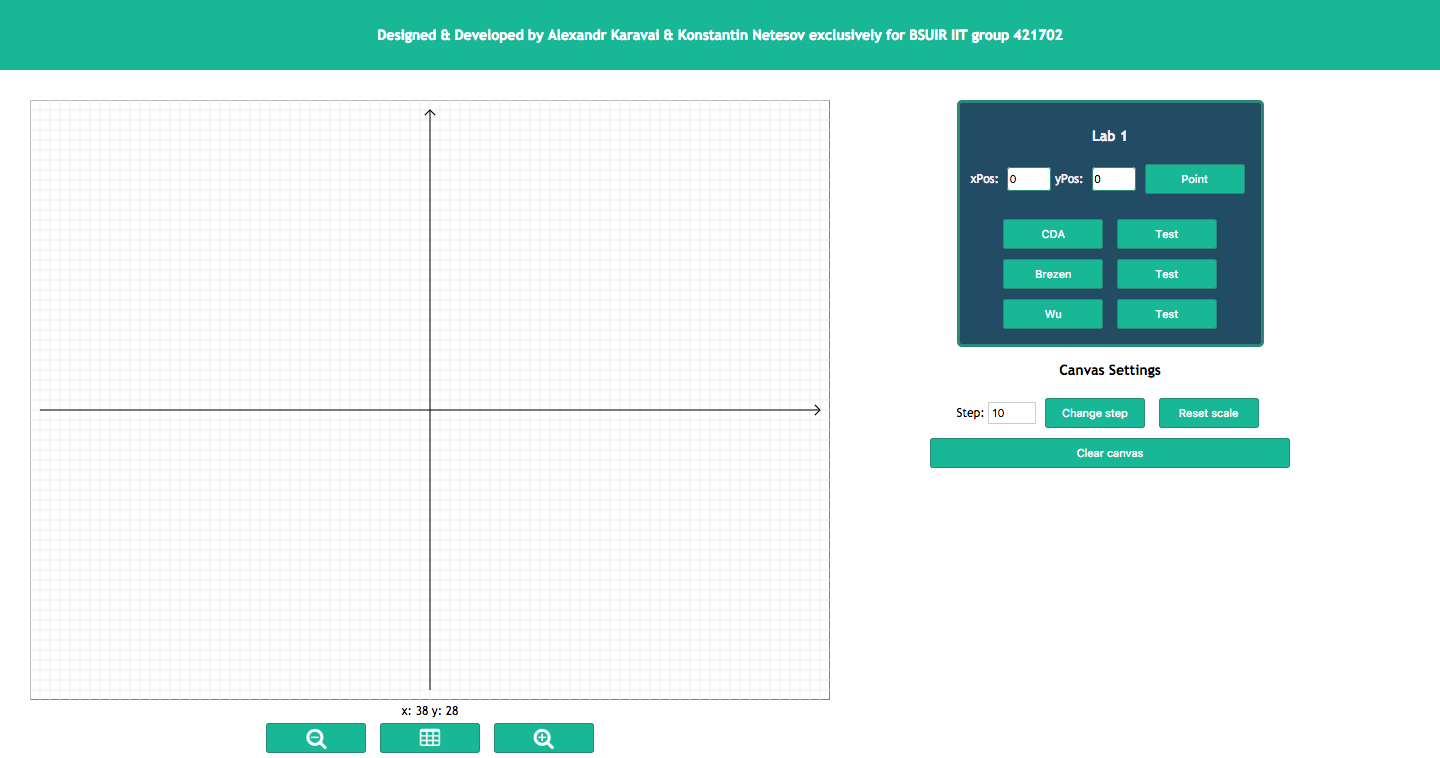 Designed & Developed by Alexandr Karavai & Konstantin Netesov exclusively for BSUIR IIT group 421702
Lab 1
xPos: 0 yPos: 0 Point
CDA Test
Brezen Test
Wu Test
Canvas Settings
Step: 10 Change step Reset scale
Clear canvas
x: 38 y: 28